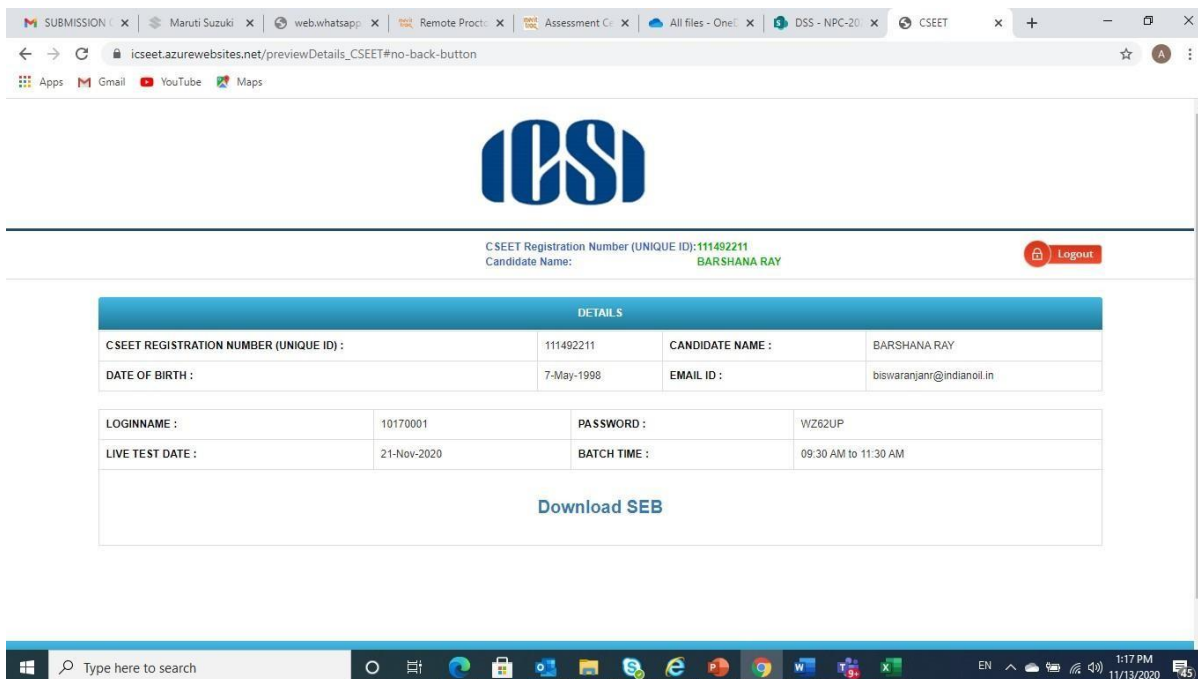 SUBMISSION
Maruti Suzuki
web.whatsapp
Remote Procto
Assessment Ce
All files - OneD
DSS - NPC-20
CSEET
icseet.azurewebsites.net/previewDetails_CSEET#no-back-button
A
Apps Gmail YouTube Maps
ICSI
CSEET Registration Number (UNIQUE ID):111492211
Candidate Name: BARSHANA RAY
Logout
DETAILS
CSEET REGISTRATION NUMBER (UNIQUE ID) : 111492211 CANDIDATE NAME : BARSHANA RAY
DATE OF BIRTH : 7-May-1998 EMAIL ID : biswaranjanr@indianoil.in
LOGINNAME : 10170001 PASSWORD : WZ62UP
LIVE TEST DATE : 21-Nov-2020 BATCH TIME : 09:30 AM to 11:30 AM
Download SEB
Type here to search
EN
1:17 PM
11/13/2020